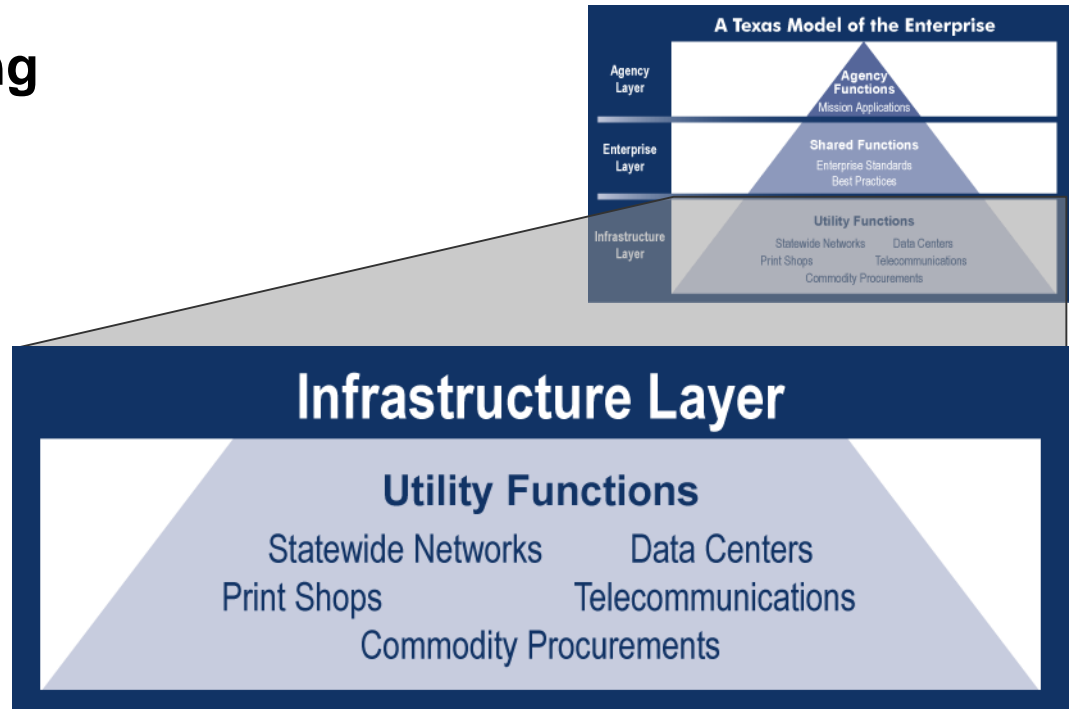 ng
A Texas Model of the Enterprise
Agency
Layer
Agency
Functions
Mission Applications
Enterprise
Layer
Shared Functions
Enterprise Standards
Best Practices
Infrastructure
Layer
Utility Functions
Statewide Networks Data Centers
Print Shops Telecommunications
Commodity Procurements
Infrastructure Layer
Utility Functions
Statewide Networks Data Centers
Print Shops Telecommunications
Commodity Procurements